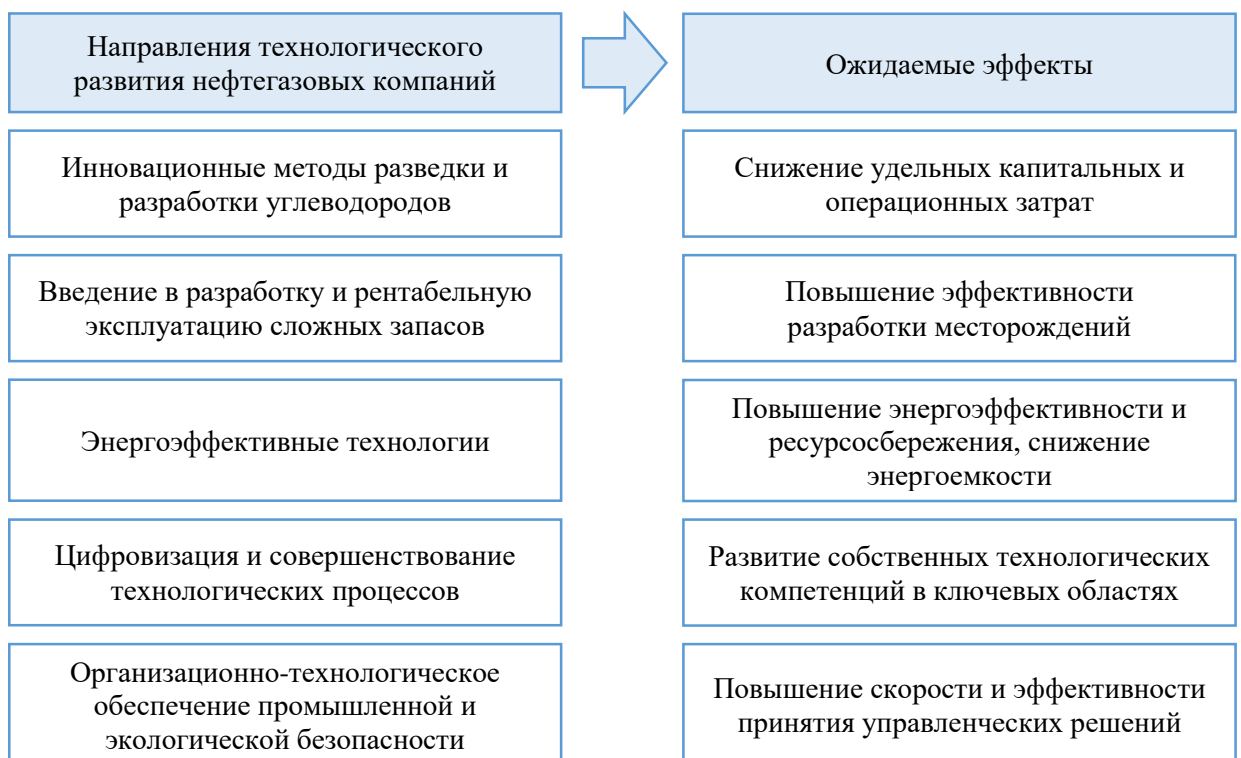 Направления технологического
развития нефтегазовых компаний
Ожидаемые эффекты
Инновационные методы разведки и
разработки углеводородов
Снижение удельных капитальных и
операционных затрат
Введение в разработку и рентабельную
эксплуатацию сложных запасов
Повышение эффективности
разработки месторождений
Энергоэффективные технологии
Повышение энергоэффективности и
ресурсосбережения, снижение
энергоемкости
Цифровизация и совершенствование
технологических процессов
Развитие собственных технологических
компетенций в ключевых областях
Организационно-технологическое
обеспечение промышленной и
экологической безопасности
Повышение скорости и эффективности
принятия управленческих решений